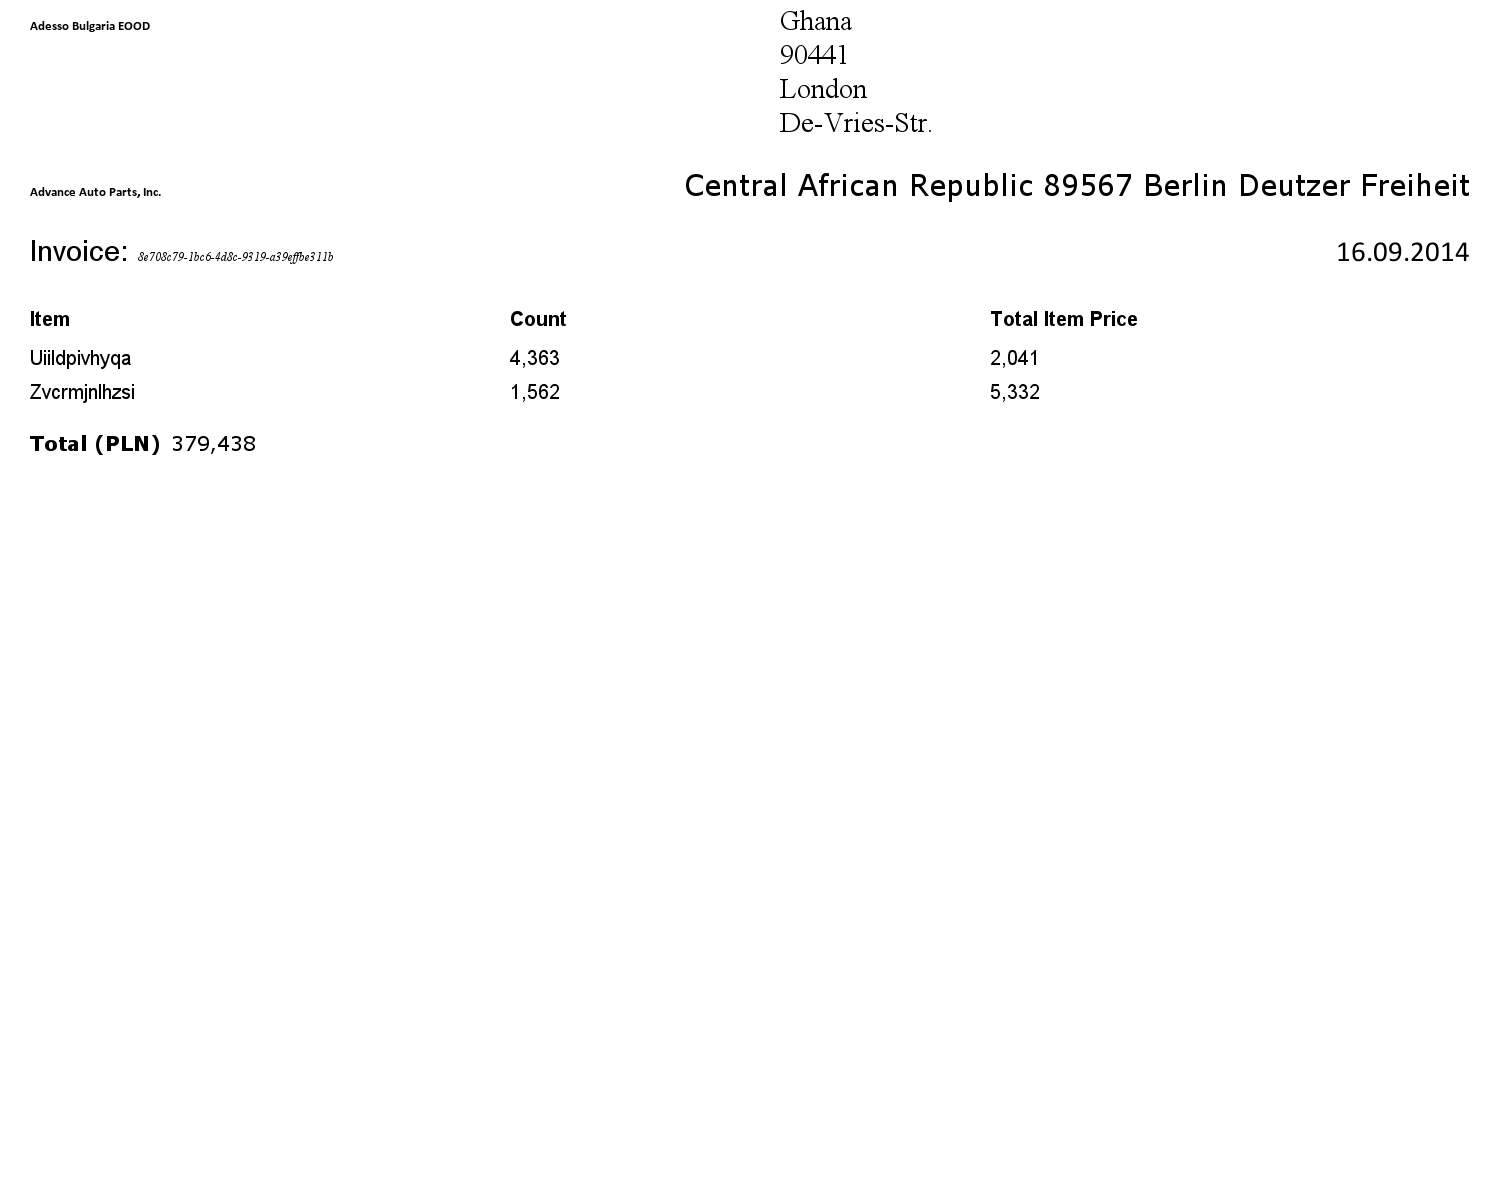 Adesso Bulgaria EOOD
Ghana
90441
London
De-Vries-Str.
Advance Auto Parts, Inc.
Central African Republic 89567 Berlin Deutzer Freiheit
Invoice: 8e708c79-1bc6-4d8c-9319-a39effbe311b
16.09.2014
Item Count Total Item Price
Uiildpivhyqa 4,363 2,041
Zvcrmjnlhzsi 1,562 5,332
Total (PLN) 379,438